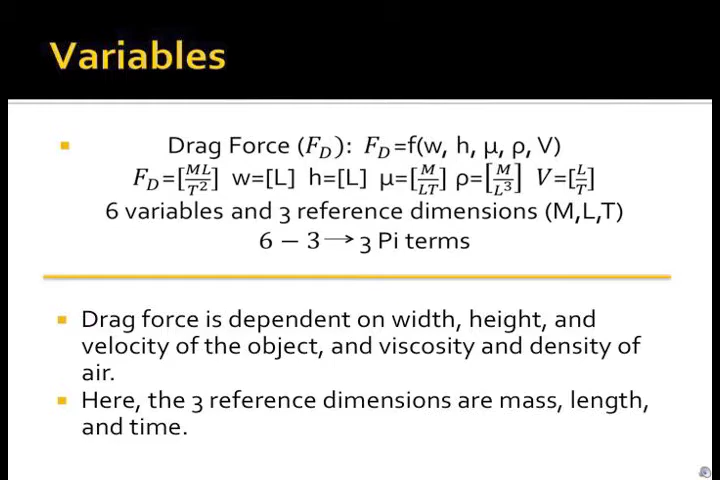 Variables
Drag Force (F_D): F_D=f(w, h, μ, ρ, V)
F_D=[ML/T²] w=[L] h=[L] μ=[M/LT] ρ=[M/L³] V=[L/T]
6 variables and 3 reference dimensions (M,L,T)
6 − 3→3 Pi terms
Drag force is dependent on width, height, and
velocity of the object, and viscosity and density of
air.
Here, the 3 reference dimensions are mass, length,
and time.